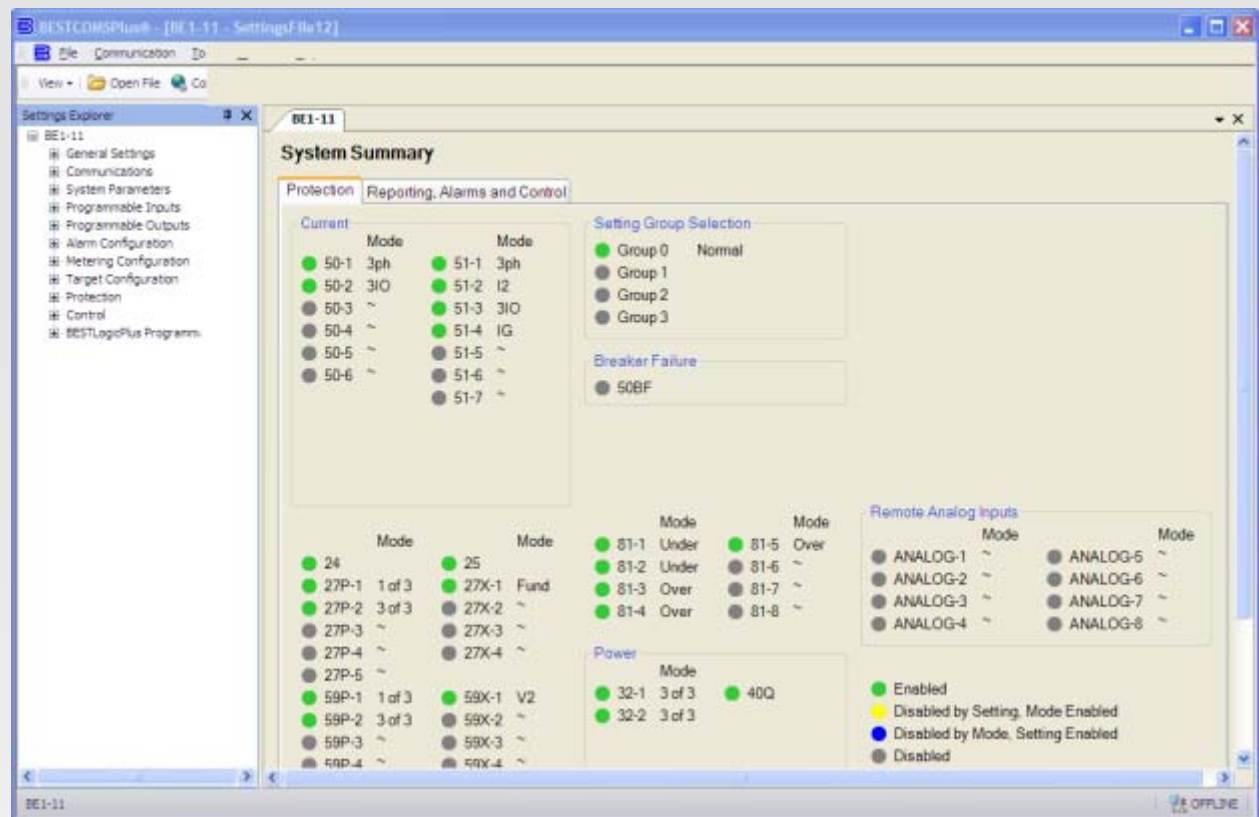 BESTCOMSPlus® - [BE1-11 - SettingsFile12]
File Communication To
View Open File Co
Settings Explorer
BE1-11
General Settings
Communications
System Parameters
Programmable Inputs
Programmable Outputs
Alarm Configuration
Metering Configuration
Target Configuration
Protection
Control
BESTLogicPlus Programm
BE1-11
System Summary
Protection Reporting, Alarms and Control
Current
Mode Mode
50-1 3ph 51-1 3ph
50-2 3IO 51-2 I2
50-3 ~ 51-3 3IO
50-4 ~ 51-4 IG
50-5 ~ 51-5 ~
50-6 ~ 51-6 ~
51-7 ~
Setting Group Selection
Group 0 Normal
Group 1
Group 2
Group 3
Breaker Failure
50BF
Mode Mode
24 25
27P-1 1 of 3 27X-1 Fund
27P-2 3 of 3 27X-2 ~
27P-3 ~ 27X-3 ~
27P-4 ~ 27X-4 ~
27P-5 ~
59P-1 1 of 3 59X-1 V2
59P-2 3 of 3 59X-2 ~
59P-3 ~ 59X-3 ~
59P-4 ~ 59X-4 ~
Mode Mode
81-1 Under 81-5 Over
81-2 Under 81-6 ~
81-3 Over 81-7 ~
81-4 Over 81-8 ~
Power
Mode
32-1 3 of 3 40Q
32-2 3 of 3
Remote Analog Inputs
Mode Mode
ANALOG-1 ~ ANALOG-5 ~
ANALOG-2 ~ ANALOG-6 ~
ANALOG-3 ~ ANALOG-7 ~
ANALOG-4 ~ ANALOG-8 ~
Enabled
Disabled by Setting, Mode Enabled
Disabled by Mode, Setting Enabled
Disabled
BE1-11 OFFLINE